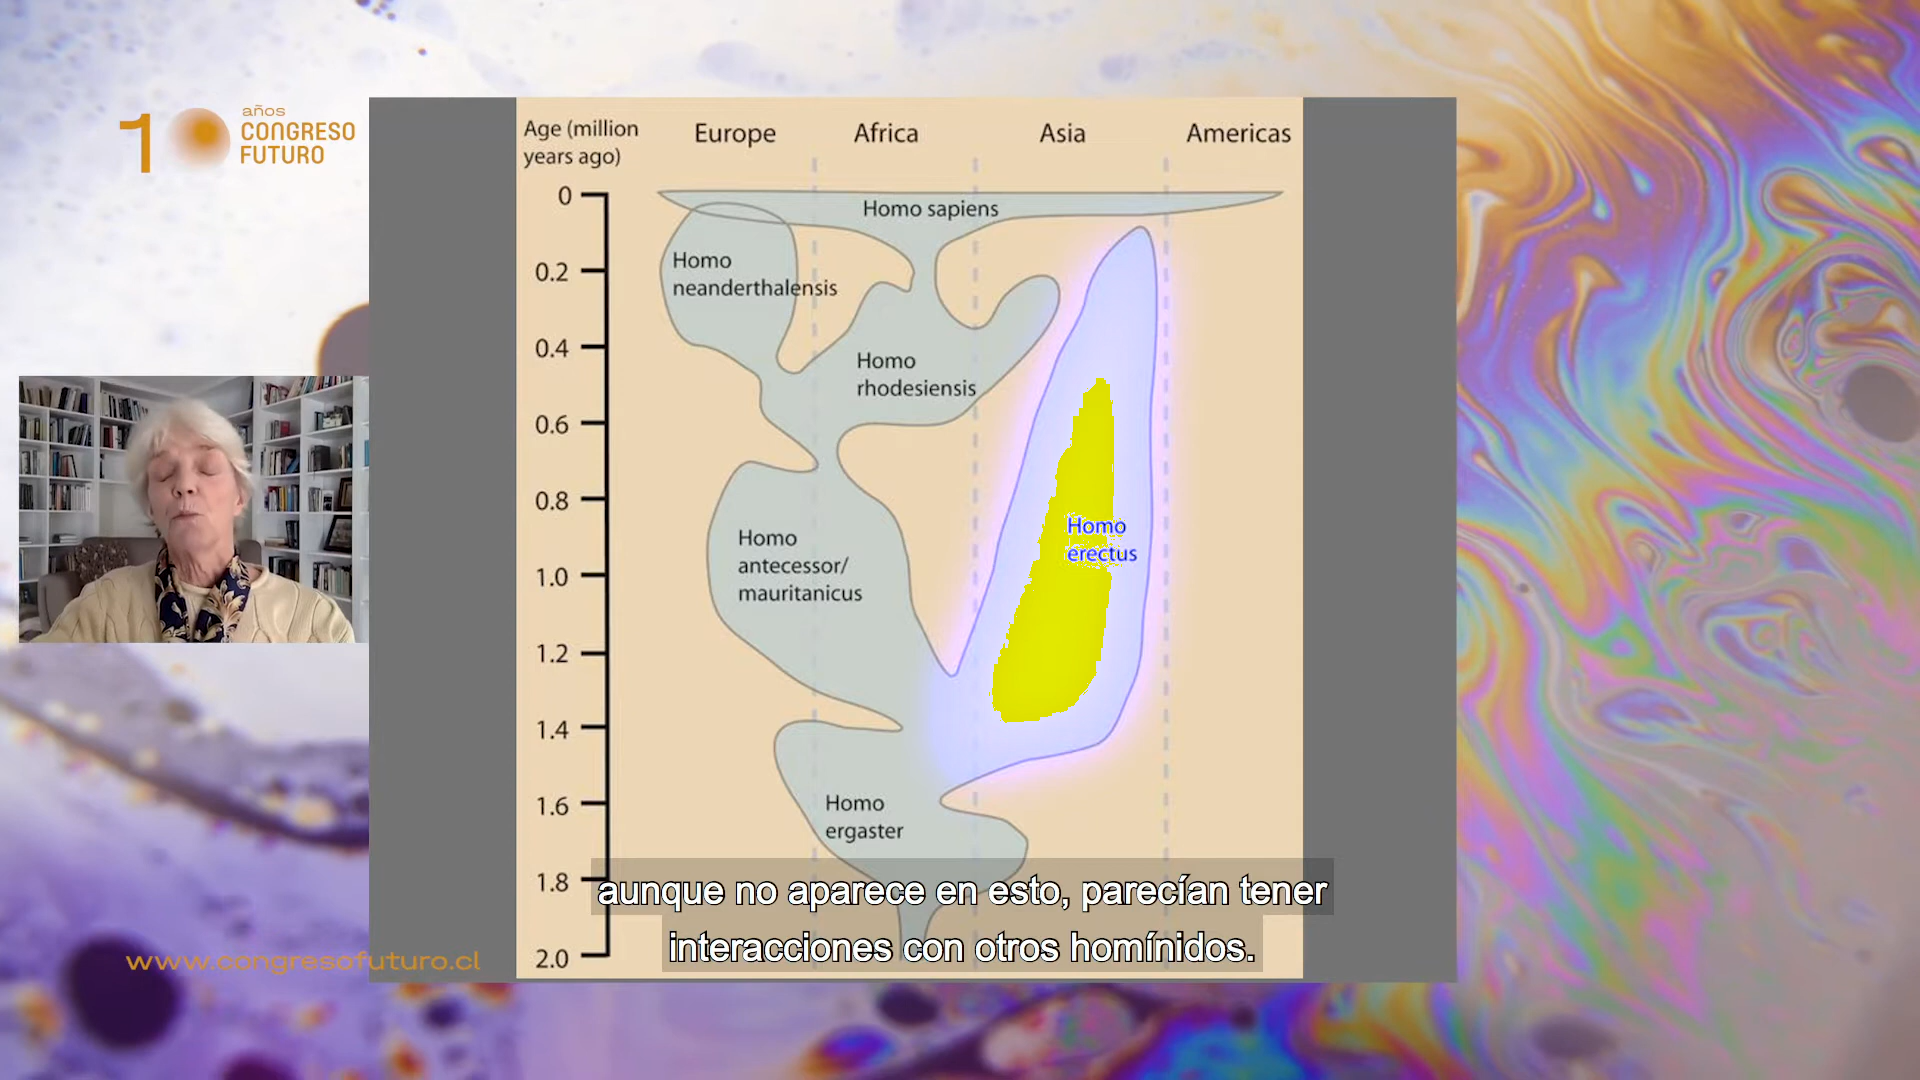 10 años
CONGRESO
FUTURO
Age (million
years ago)
Europe
Africa
Asia
Americas
0
0.2
0.4
0.6
0.8
1.0
1.2
1.4
1.6
1.8
2.0
Homo sapiens
Homo
neanderthalensis
Homo
rhodesiensis
Homo
erectus
Homo
antecessor/
mauritanicus
Homo
ergaster
aunque no aparece en esto, parecían tener
interacciones con otros homínidos.
www.congresofuturo.cl